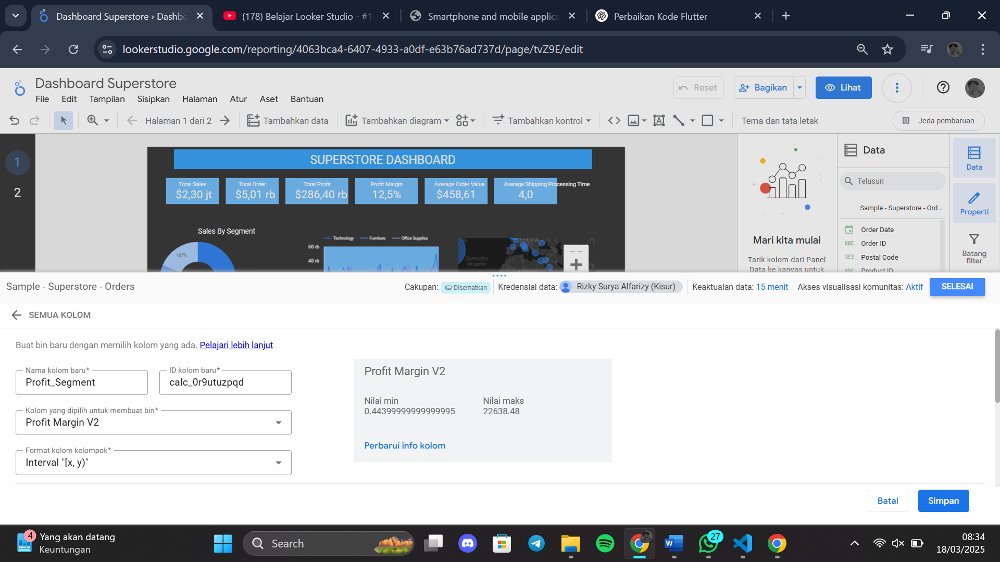 Dashboard Superstore › Dashbo
(178) Belajar Looker Studio - #1
Smartphone and mobile applica
Perbaikan Kode Flutter
lookerstudio.google.com/reporting/4063bca4-6407-4933-a0df-e63b76ad737d/page/tvZ9E/edit
Dashboard Superstore
File Edit Tampilan Sisipkan Halaman Atur Aset Bantuan
Reset
Bagikan
Lihat
Halaman 1 dari 2
Tambahkan data
Tambahkan diagram
Tambahkan kontrol
Tema dan tata letak
Jeda pembaruan
1
2
SUPERSTORE DASHBOARD
Total Sales
$2,30 jt
Total Order
$5,01 rb
Total Profit
$286,40 rb
Profit Margin
12,5%
Average Order Value
$458,61
Average Shipping Processing Time
4,0
Sales By Segment
18,7%
Technology Furniture Office Supplies
60 rb
40 rb
EROPA
Samudra
Atlantik
AFRIKA
Mari kita mulai
Tarik kolom dari Panel
Data ke kanvas untuk
Data
Telusuri
Sample - Superstore - Ord...
Order Date
ABC Order ID
123 Postal Code
ABC Product ID
Data
Properti
Batang
filter
Sample - Superstore - Orders
Cakupan: Disematkan
Kredensial data: Rizky Surya Alfarizy (Kisur)
Keaktualan data: 15 menit
Akses visualisasi komunitas: Aktif
SELESAI
SEMUA KOLOM
Buat bin baru dengan memilih kolom yang ada. Pelajari lebih lanjut
Nama kolom baru*
Profit_Segment
ID kolom baru*
calc_0r9utuzpqd
Kolom yang dipilih untuk membuat bin*
Profit Margin V2
Format kolom kelompok*
Interval "[x, y)"
Profit Margin V2
Nilai min
0.44399999999999995
Nilai maks
22638.48
Perbarui info kolom
Batal
Simpan
4
Yang akan datang
Keuntungan
Search
27
08:34
18/03/2025